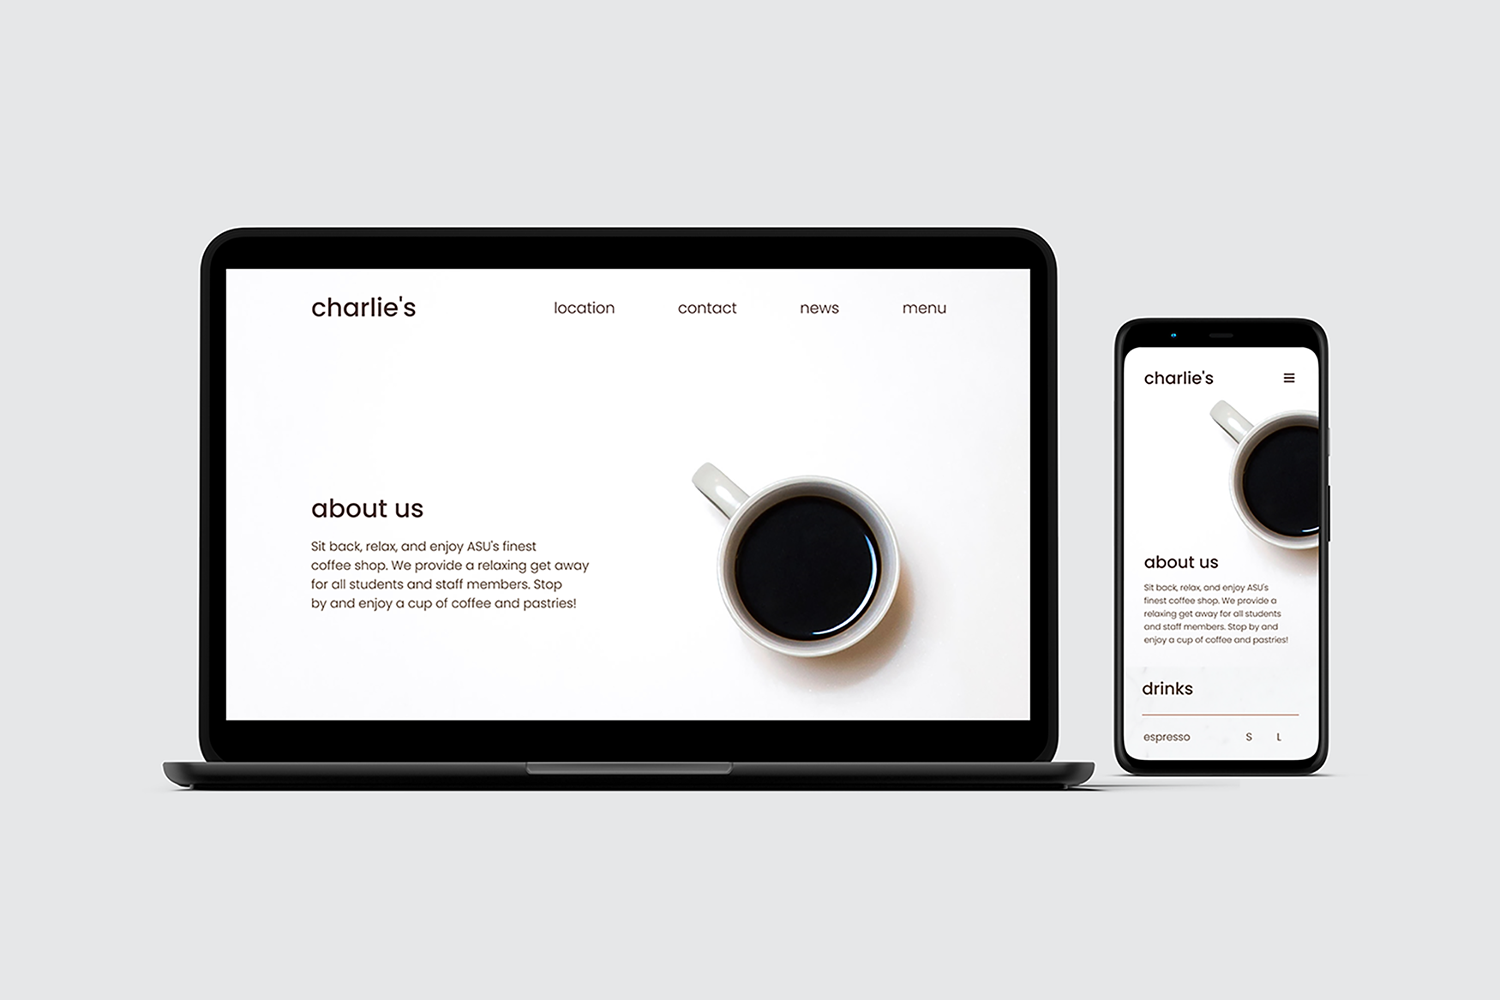 charlie's
location
contact
news
menu
about us
Sit back, relax, and enjoy ASU's finest
coffee shop. We provide a relaxing get away
for all students and staff members. Stop
by and enjoy a cup of coffee and pastries!
charlie's
about us
Sit back, relax, and enjoy ASU's
finest coffee shop. We provide a
relaxing get away for all students
and staff members. Stop by and
enjoy a cup of coffee and pastries!
drinks
espresso S L